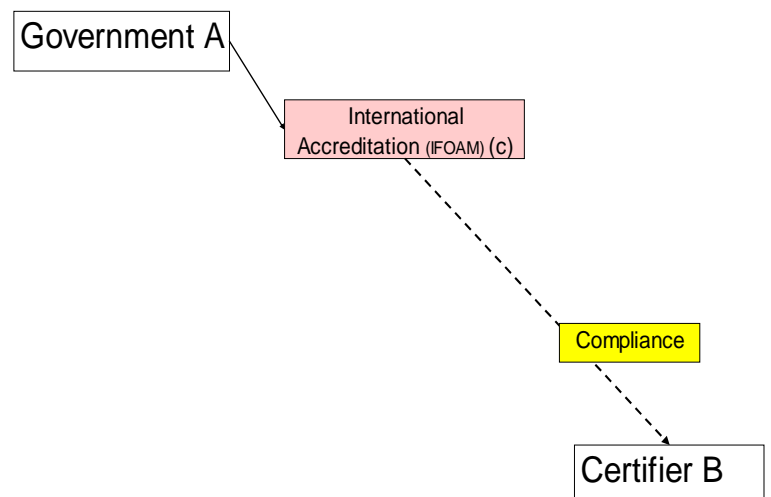 Government A
International
Accreditation (IFOAM) (c)
Compliance
Certifier B